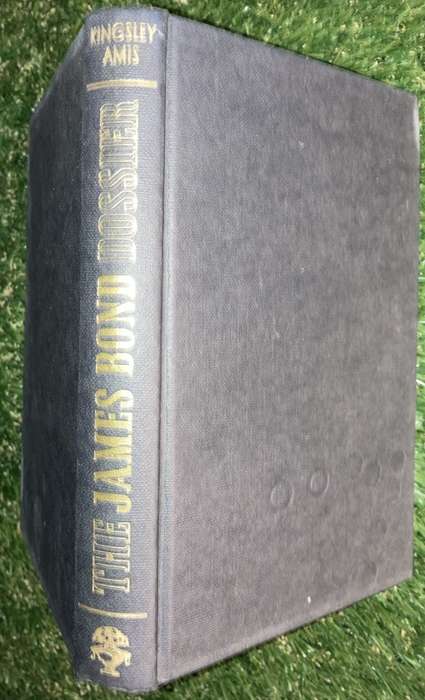 KINGSLEY
AMIS
THE JAMES BOND DOSSIER